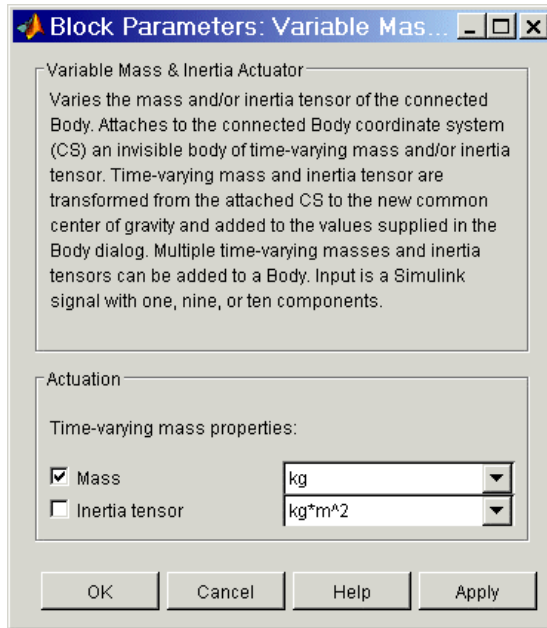 Block Parameters: Variable Mas...
Variable Mass & Inertia Actuator
Varies the mass and/or inertia tensor of the connected
Body. Attaches to the connected Body coordinate system
(CS) an invisible body of time-varying mass and/or inertia
tensor. Time-varying mass and inertia tensor are
transformed from the attached CS to the new common
center of gravity and added to the values supplied in the
Body dialog. Multiple time-varying masses and inertia
tensors can be added to a Body. Input is a Simulink
signal with one, nine, or ten components.
Actuation
Time-varying mass properties:
Mass kg
Inertia tensor kg*m^2
OK Cancel Help Apply